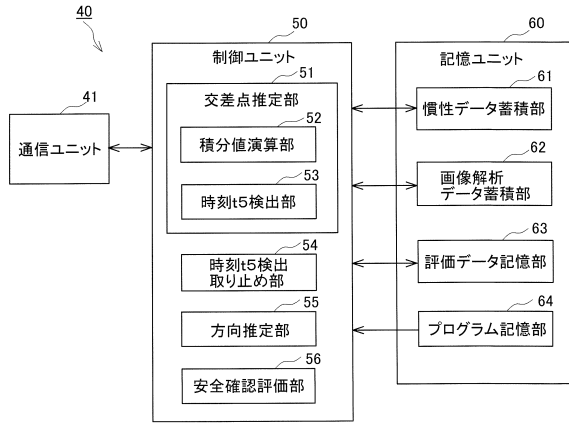 40
50
制御ユニット
51
交差点推定部
52
積分値演算部
53
時刻t5検出部
54
時刻t5検出
取り止め部
55
方向推定部
56
安全確認評価部
41
通信ユニット
60
記憶ユニット
61
慣性データ蓄積部
62
画像解析
データ蓄積部
63
評価データ記憶部
64
プログラム記憶部